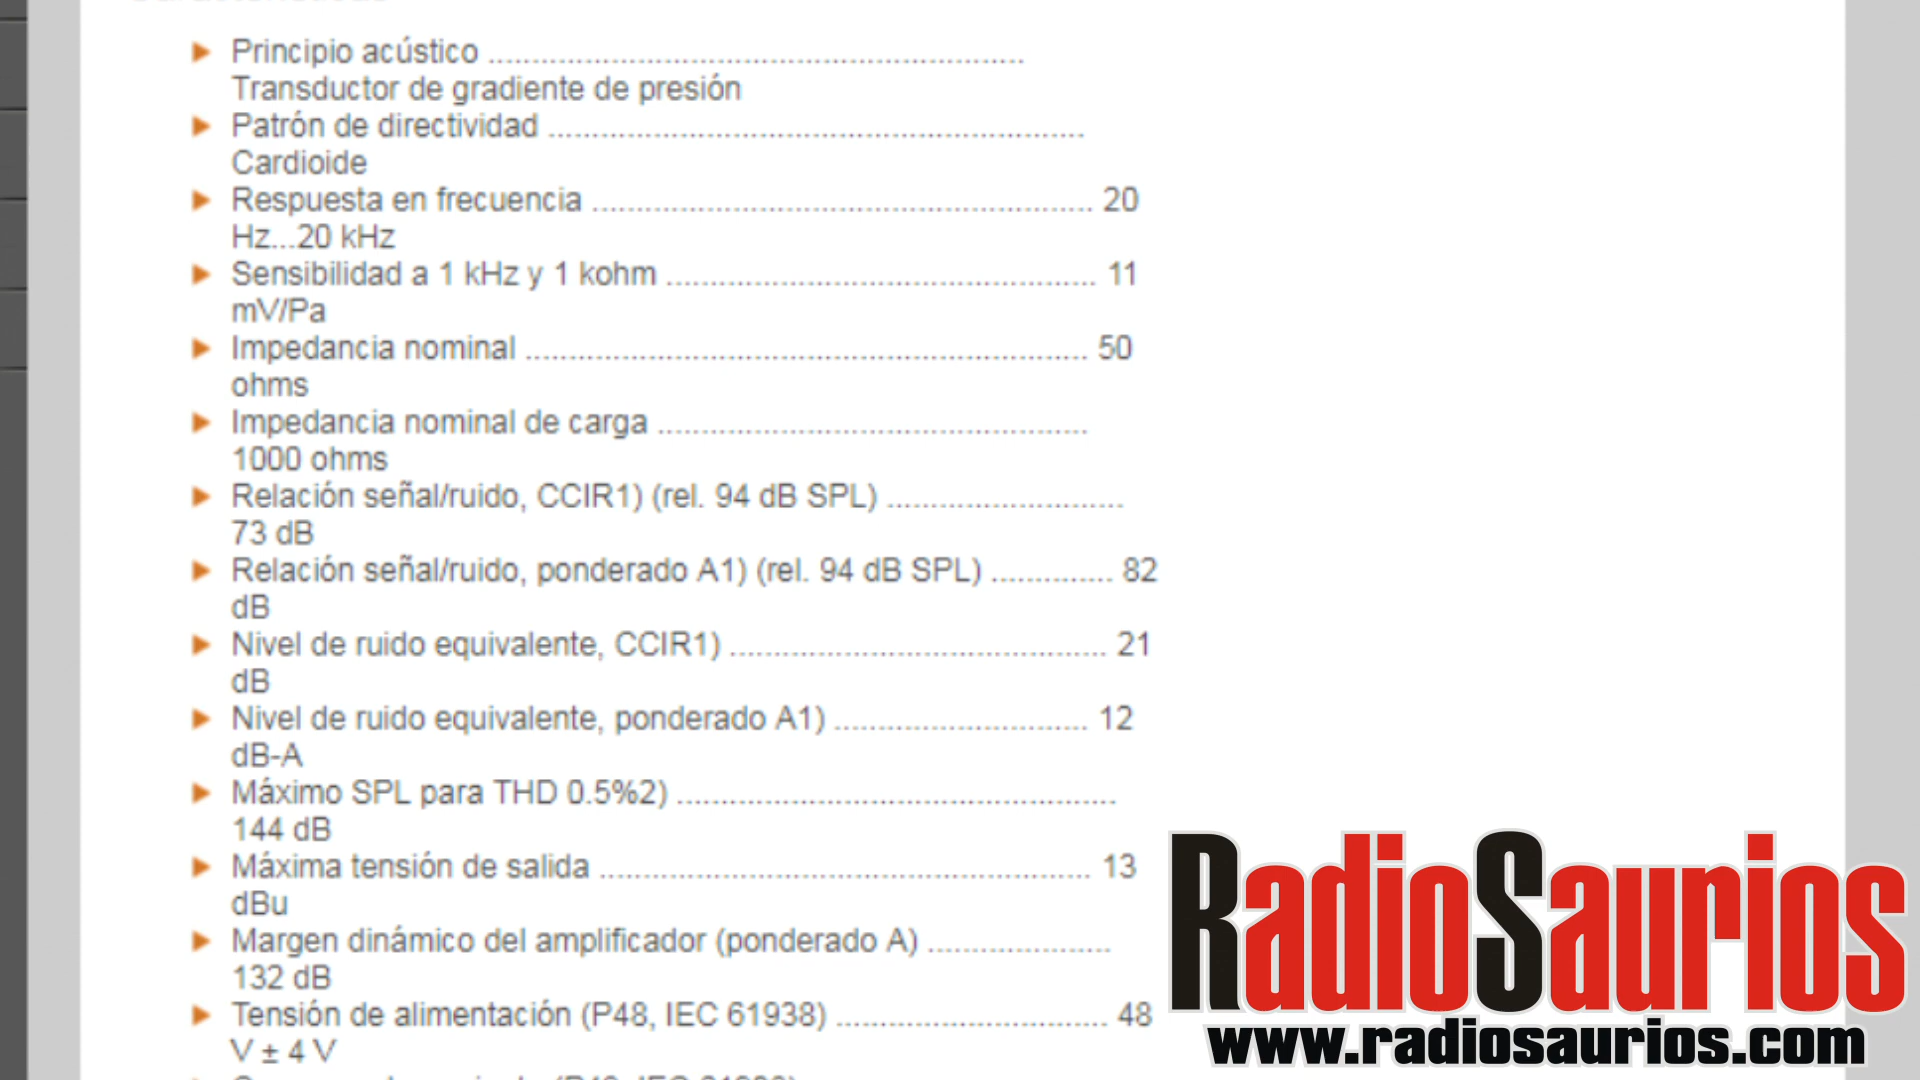 Principio acústico ..............................................................
Transductor de gradiente de presión
Patrón de directividad ..............................................................
Cardioide
Respuesta en frecuencia .......................................................... 20
Hz...20 kHz
Sensibilidad a 1 kHz y 1 kohm .................................................. 11
mV/Pa
Impedancia nominal ................................................................. 50
ohms
Impedancia nominal de carga ..................................................
1000 ohms
Relación señal/ruido, CCIR1) (rel. 94 dB SPL) ...........................
73 dB
Relación señal/ruido, ponderado A1) (rel. 94 dB SPL) .............. 82
dB
Nivel de ruido equivalente, CCIR1) ........................................... 21
dB
Nivel de ruido equivalente, ponderado A1) ............................. 12
dB-A
Máximo SPL para THD 0.5%2) ..................................................
144 dB
Máxima tensión de salida ......................................................... 13
dBu
Margen dinámico del amplificador (ponderado A) .....................
132 dB
Tensión de alimentación (P48, IEC 61938) ............................... 48
V ± 4 V
RadioSaurios
www.radiosaurios.com